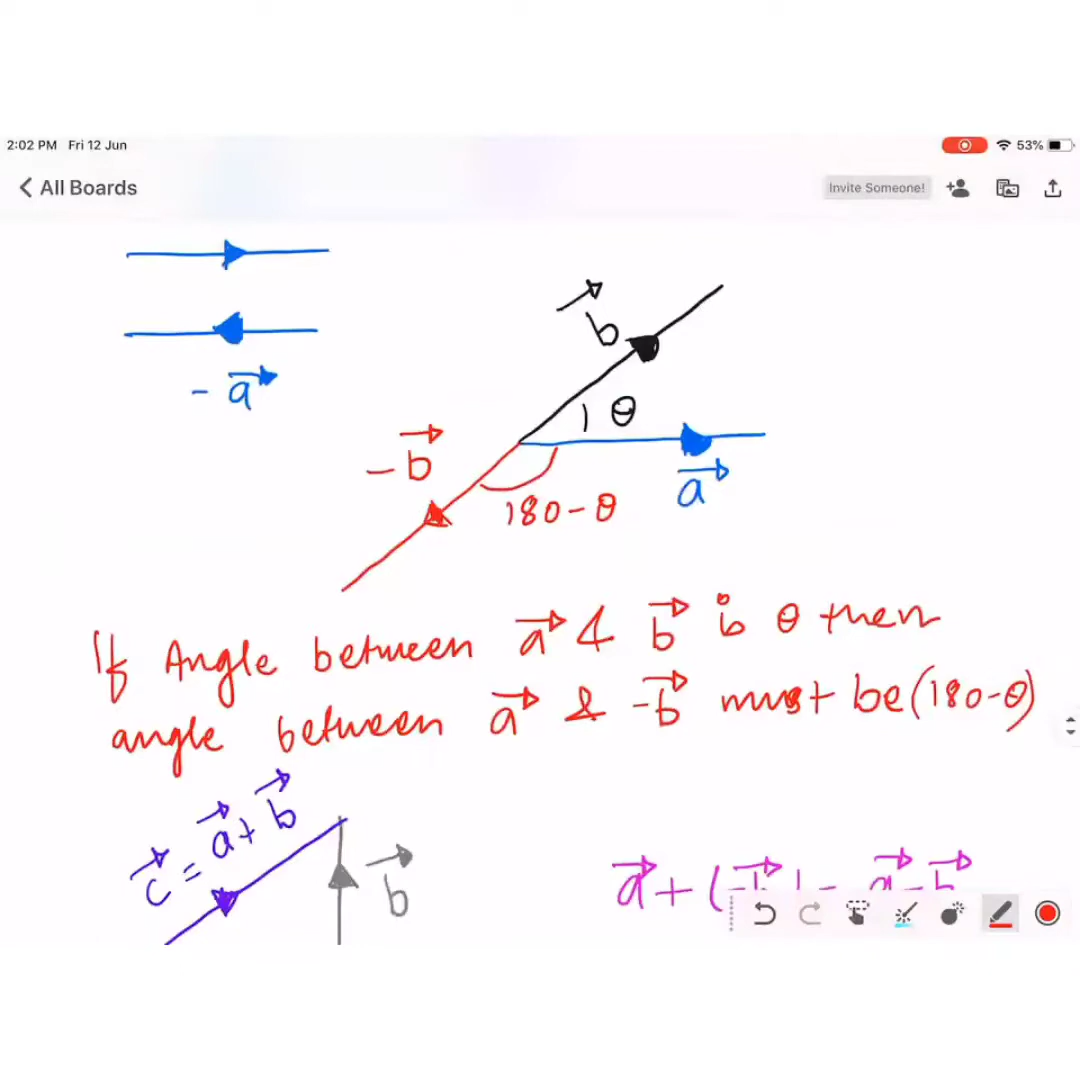 2:02 PM Fri 12 Jun
53%
All Boards
Invite Someone!
b
θ
- a
-b
a
180-θ
If Angle between a & b is θ then
angle between a & -b must be (180-θ)
c = a + b
b
a + (-b) = a - b